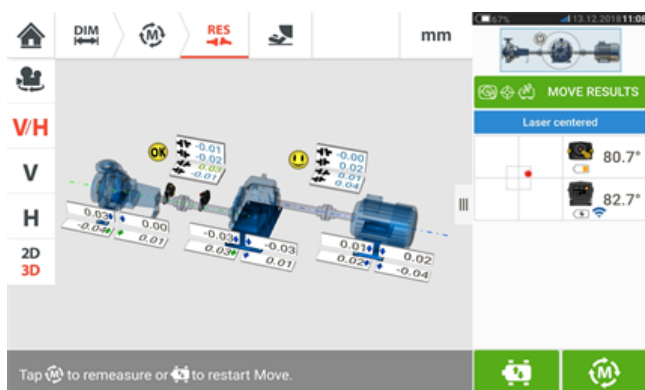 67% 13.12.2018 11:08
DIM
M
RES
mm
MOVE RESULTS
Laser centered
V/H
V
H
2D
3D
OK
-0.01
-0.02
0.03
-0.01
-0.00
0.02
0.01
0.04
80.7°
82.7°
0.03 0.00
-0.04 0.01
-0.03 -0.03
0.03 0.01
0.01 0.02
0.02 -0.04
Tap M to remeasure or to restart Move.
M